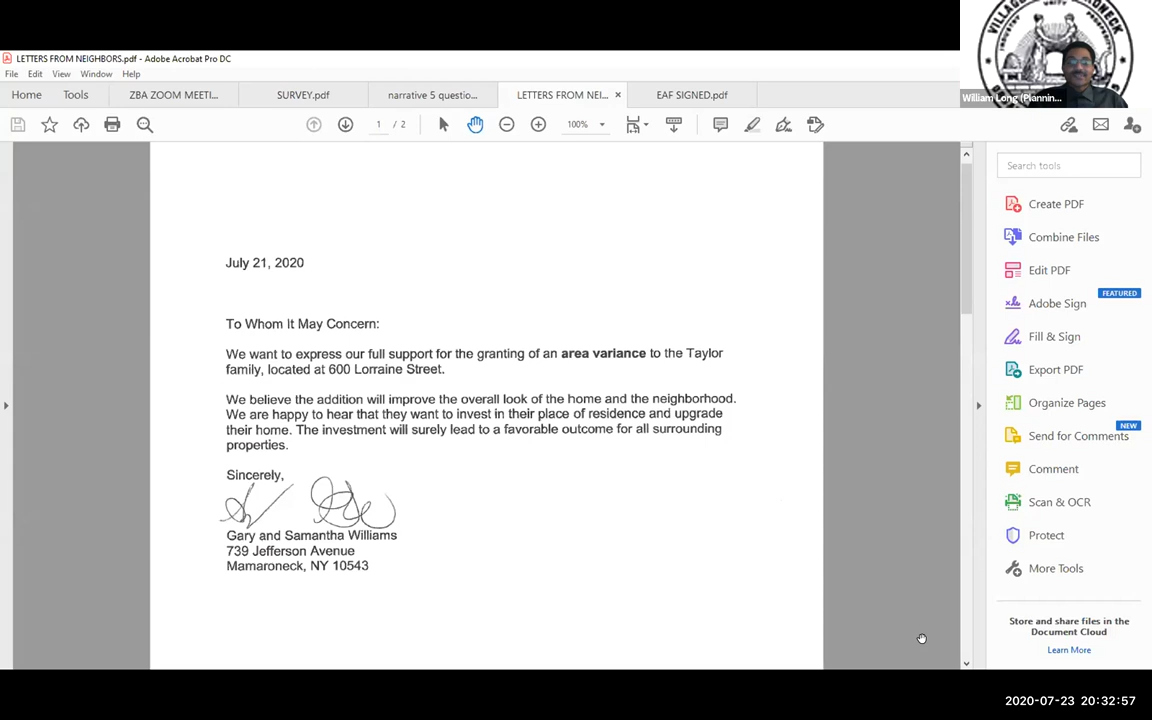 VILLAGE
UNITY
INDUSTRY
LETTERS FROM NEIGHBORS.pdf - Adobe Acrobat Pro DC
File Edit View Window Help
William Long (Plannin...
Home Tools ZBA ZOOM MEETI... SURVEY.pdf narrative 5 questio... LETTERS FROM NEI... × EAF SIGNED.pdf
1 / 2 100%
Search tools
Create PDF
Combine Files
Edit PDF
FEATURED
Adobe Sign
Fill & Sign
Export PDF
Organize Pages
NEW
Send for Comments
Comment
Scan & OCR
Protect
More Tools
Store and share files in the
Document Cloud
Learn More
July 21, 2020
To Whom It May Concern:
We want to express our full support for the granting of an area variance to the Taylor
family, located at 600 Lorraine Street.
We believe the addition will improve the overall look of the home and the neighborhood.
We are happy to hear that they want to invest in their place of residence and upgrade
their home. The investment will surely lead to a favorable outcome for all surrounding
properties.
Sincerely,
Gary and Samantha Williams
739 Jefferson Avenue
Mamaroneck, NY 10543
2020-07-23 20:32:57